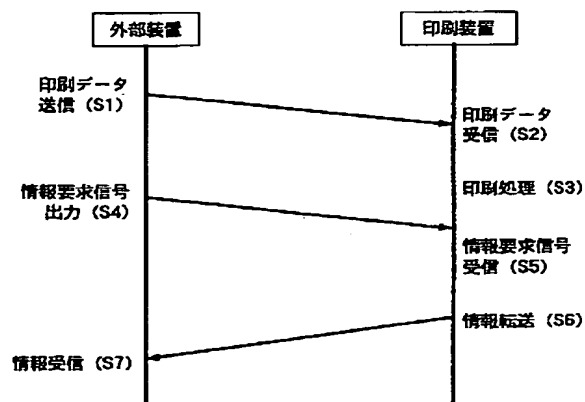 外部装置
印刷装置
印刷データ
送信（S1）
印刷データ
受信（S2）
印刷処理（S3）
情報要求信号
出力（S4）
情報要求信号
受信（S5）
情報転送（S6）
情報受信（S7）